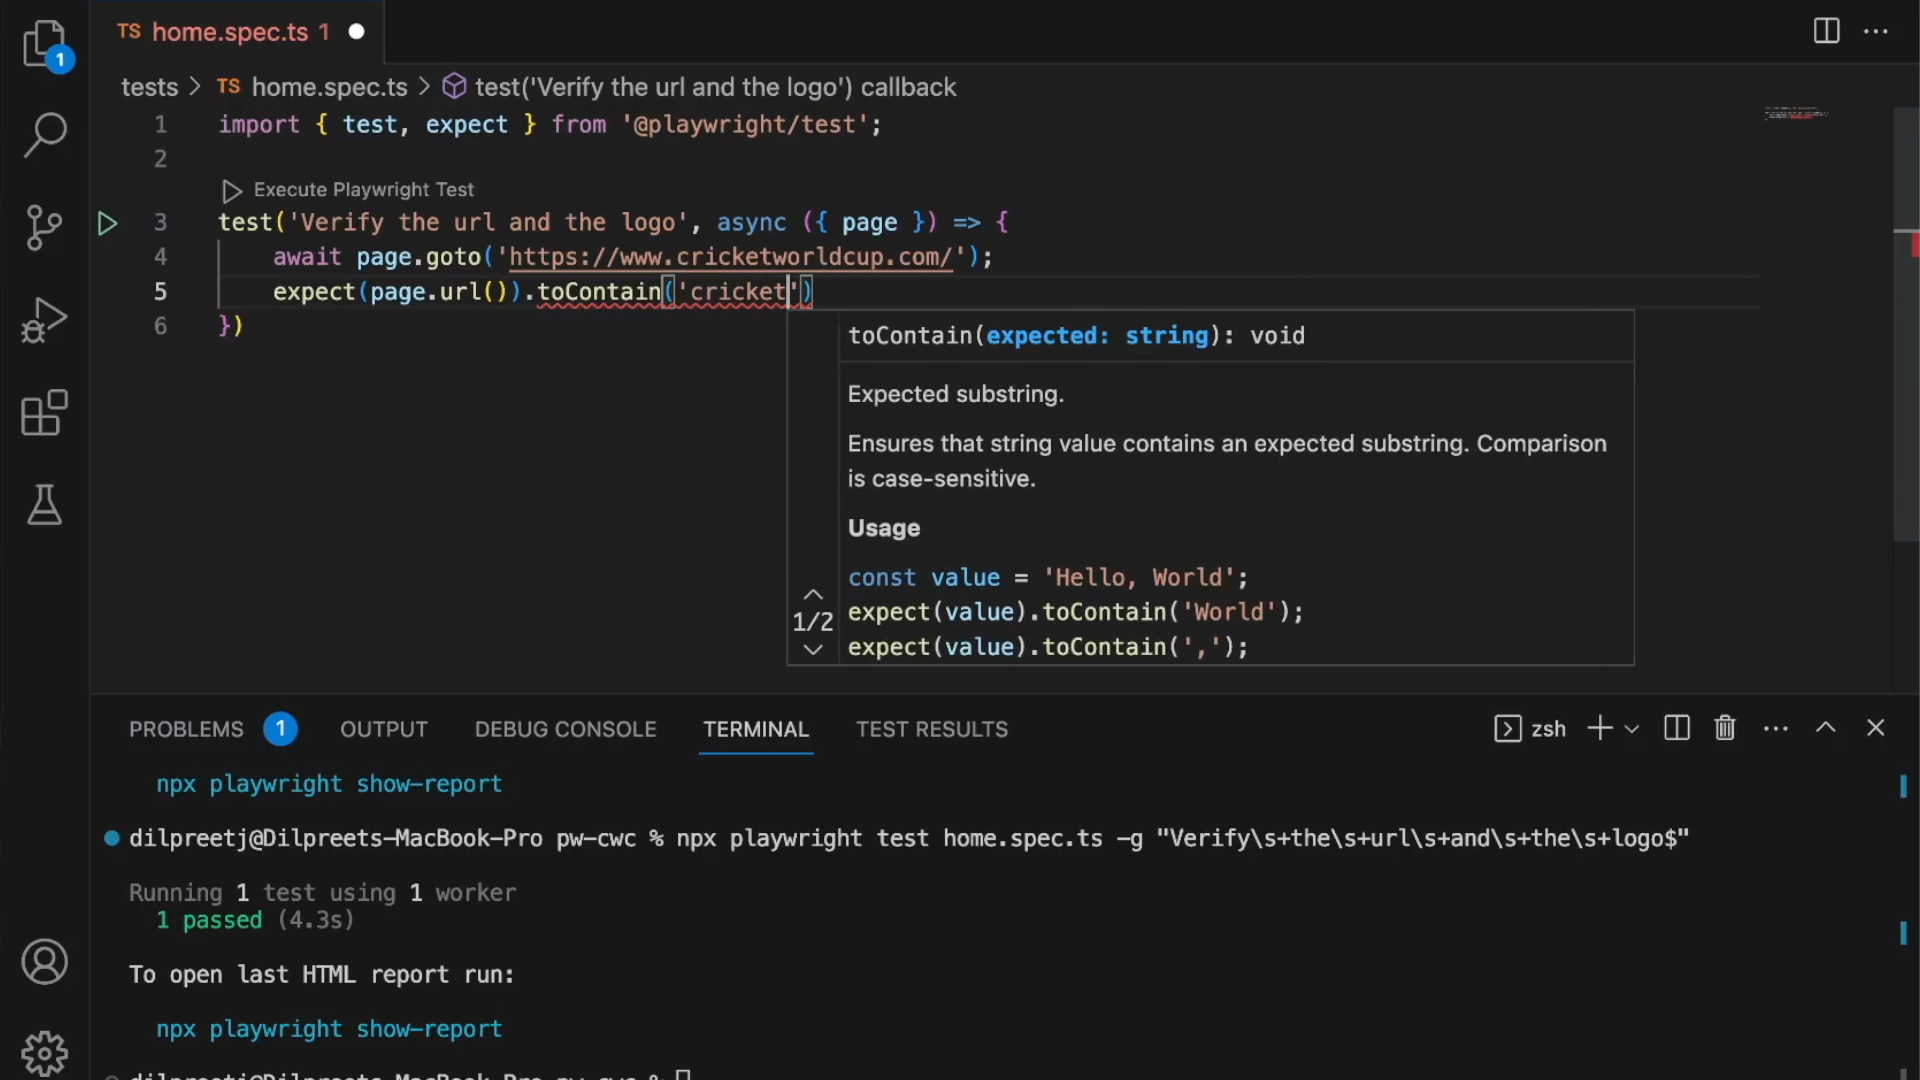 1
TS home.spec.ts 1
tests > TS home.spec.ts > test('Verify the url and the logo') callback
1 import { test, expect } from '@playwright/test';
2
Execute Playwright Test
3 test('Verify the url and the logo', async ({ page }) => {
4 await page.goto('https://www.cricketworldcup.com/');
5 expect(page.url()).toContain('cricket')
6 })
toContain(expected: string): void
Expected substring.
Ensures that string value contains an expected substring. Comparison
is case-sensitive.
Usage
const value = 'Hello, World';
1/2
expect(value).toContain('World');
expect(value).toContain(',');
PROBLEMS 1 OUTPUT DEBUG CONSOLE TERMINAL TEST RESULTS zsh
npx playwright show-report
dilpreetj@Dilpreets-MacBook-Pro pw-cwc % npx playwright test home.spec.ts -g "Verify\s+the\s+url\s+and\s+the\s+logo$"
Running 1 test using 1 worker
1 passed (4.3s)
To open last HTML report run:
npx playwright show-report
dilpreetj@Dilpreets-MacBook-Pro pw-cwc %